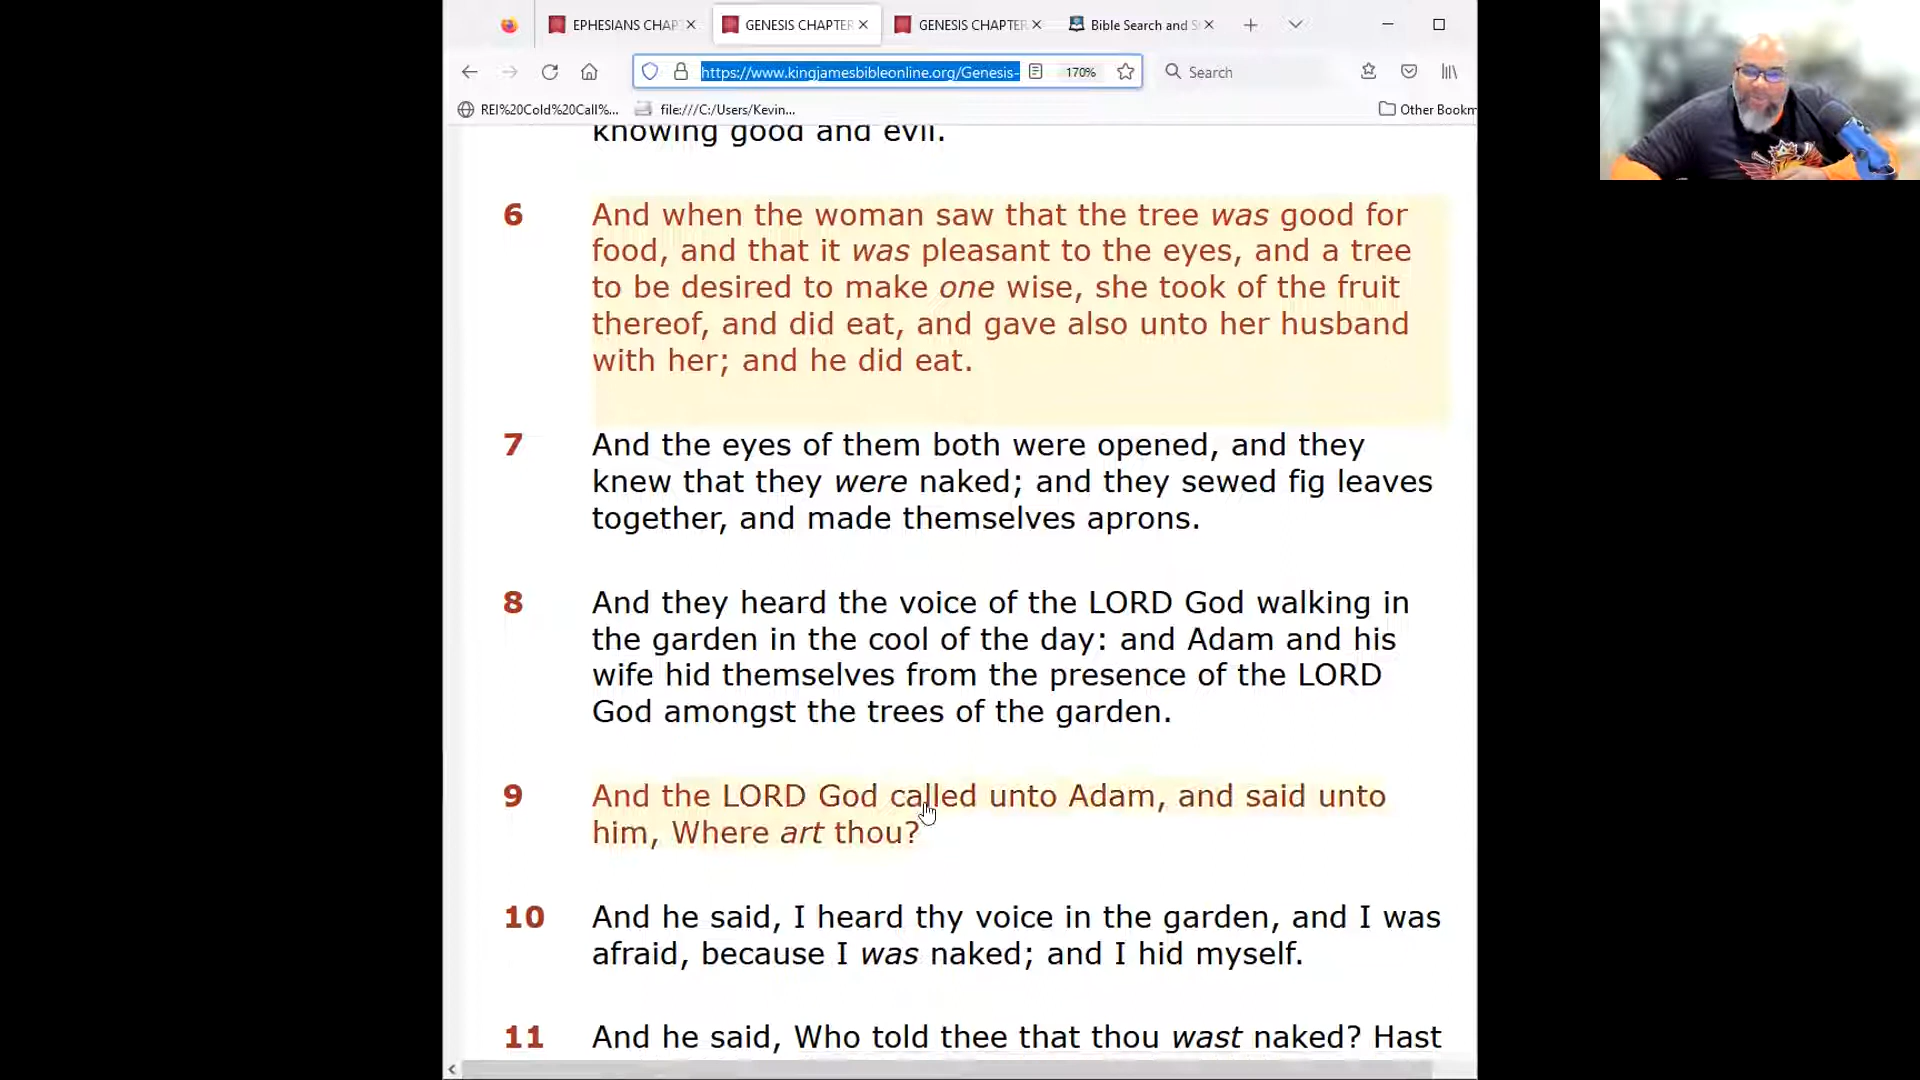 EPHESIANS CHAP
GENESIS CHAPTER
GENESIS CHAPTER
Bible Search and S
https://www.kingjamesbibleonline.org/Genesis-
170%
Search
REI%20Cold%20Call%...
file:///C:/Users/Kevin...
Other Bookm
knowing good and evil.
6 And when the woman saw that the tree was good for
food, and that it was pleasant to the eyes, and a tree
to be desired to make one wise, she took of the fruit
thereof, and did eat, and gave also unto her husband
with her; and he did eat.
7 And the eyes of them both were opened, and they
knew that they were naked; and they sewed fig leaves
together, and made themselves aprons.
8 And they heard the voice of the LORD God walking in
the garden in the cool of the day: and Adam and his
wife hid themselves from the presence of the LORD
God amongst the trees of the garden.
9 And the LORD God called unto Adam, and said unto
him, Where art thou?
10 And he said, I heard thy voice in the garden, and I was
afraid, because I was naked; and I hid myself.
11 And he said, Who told thee that thou wast naked? Hast